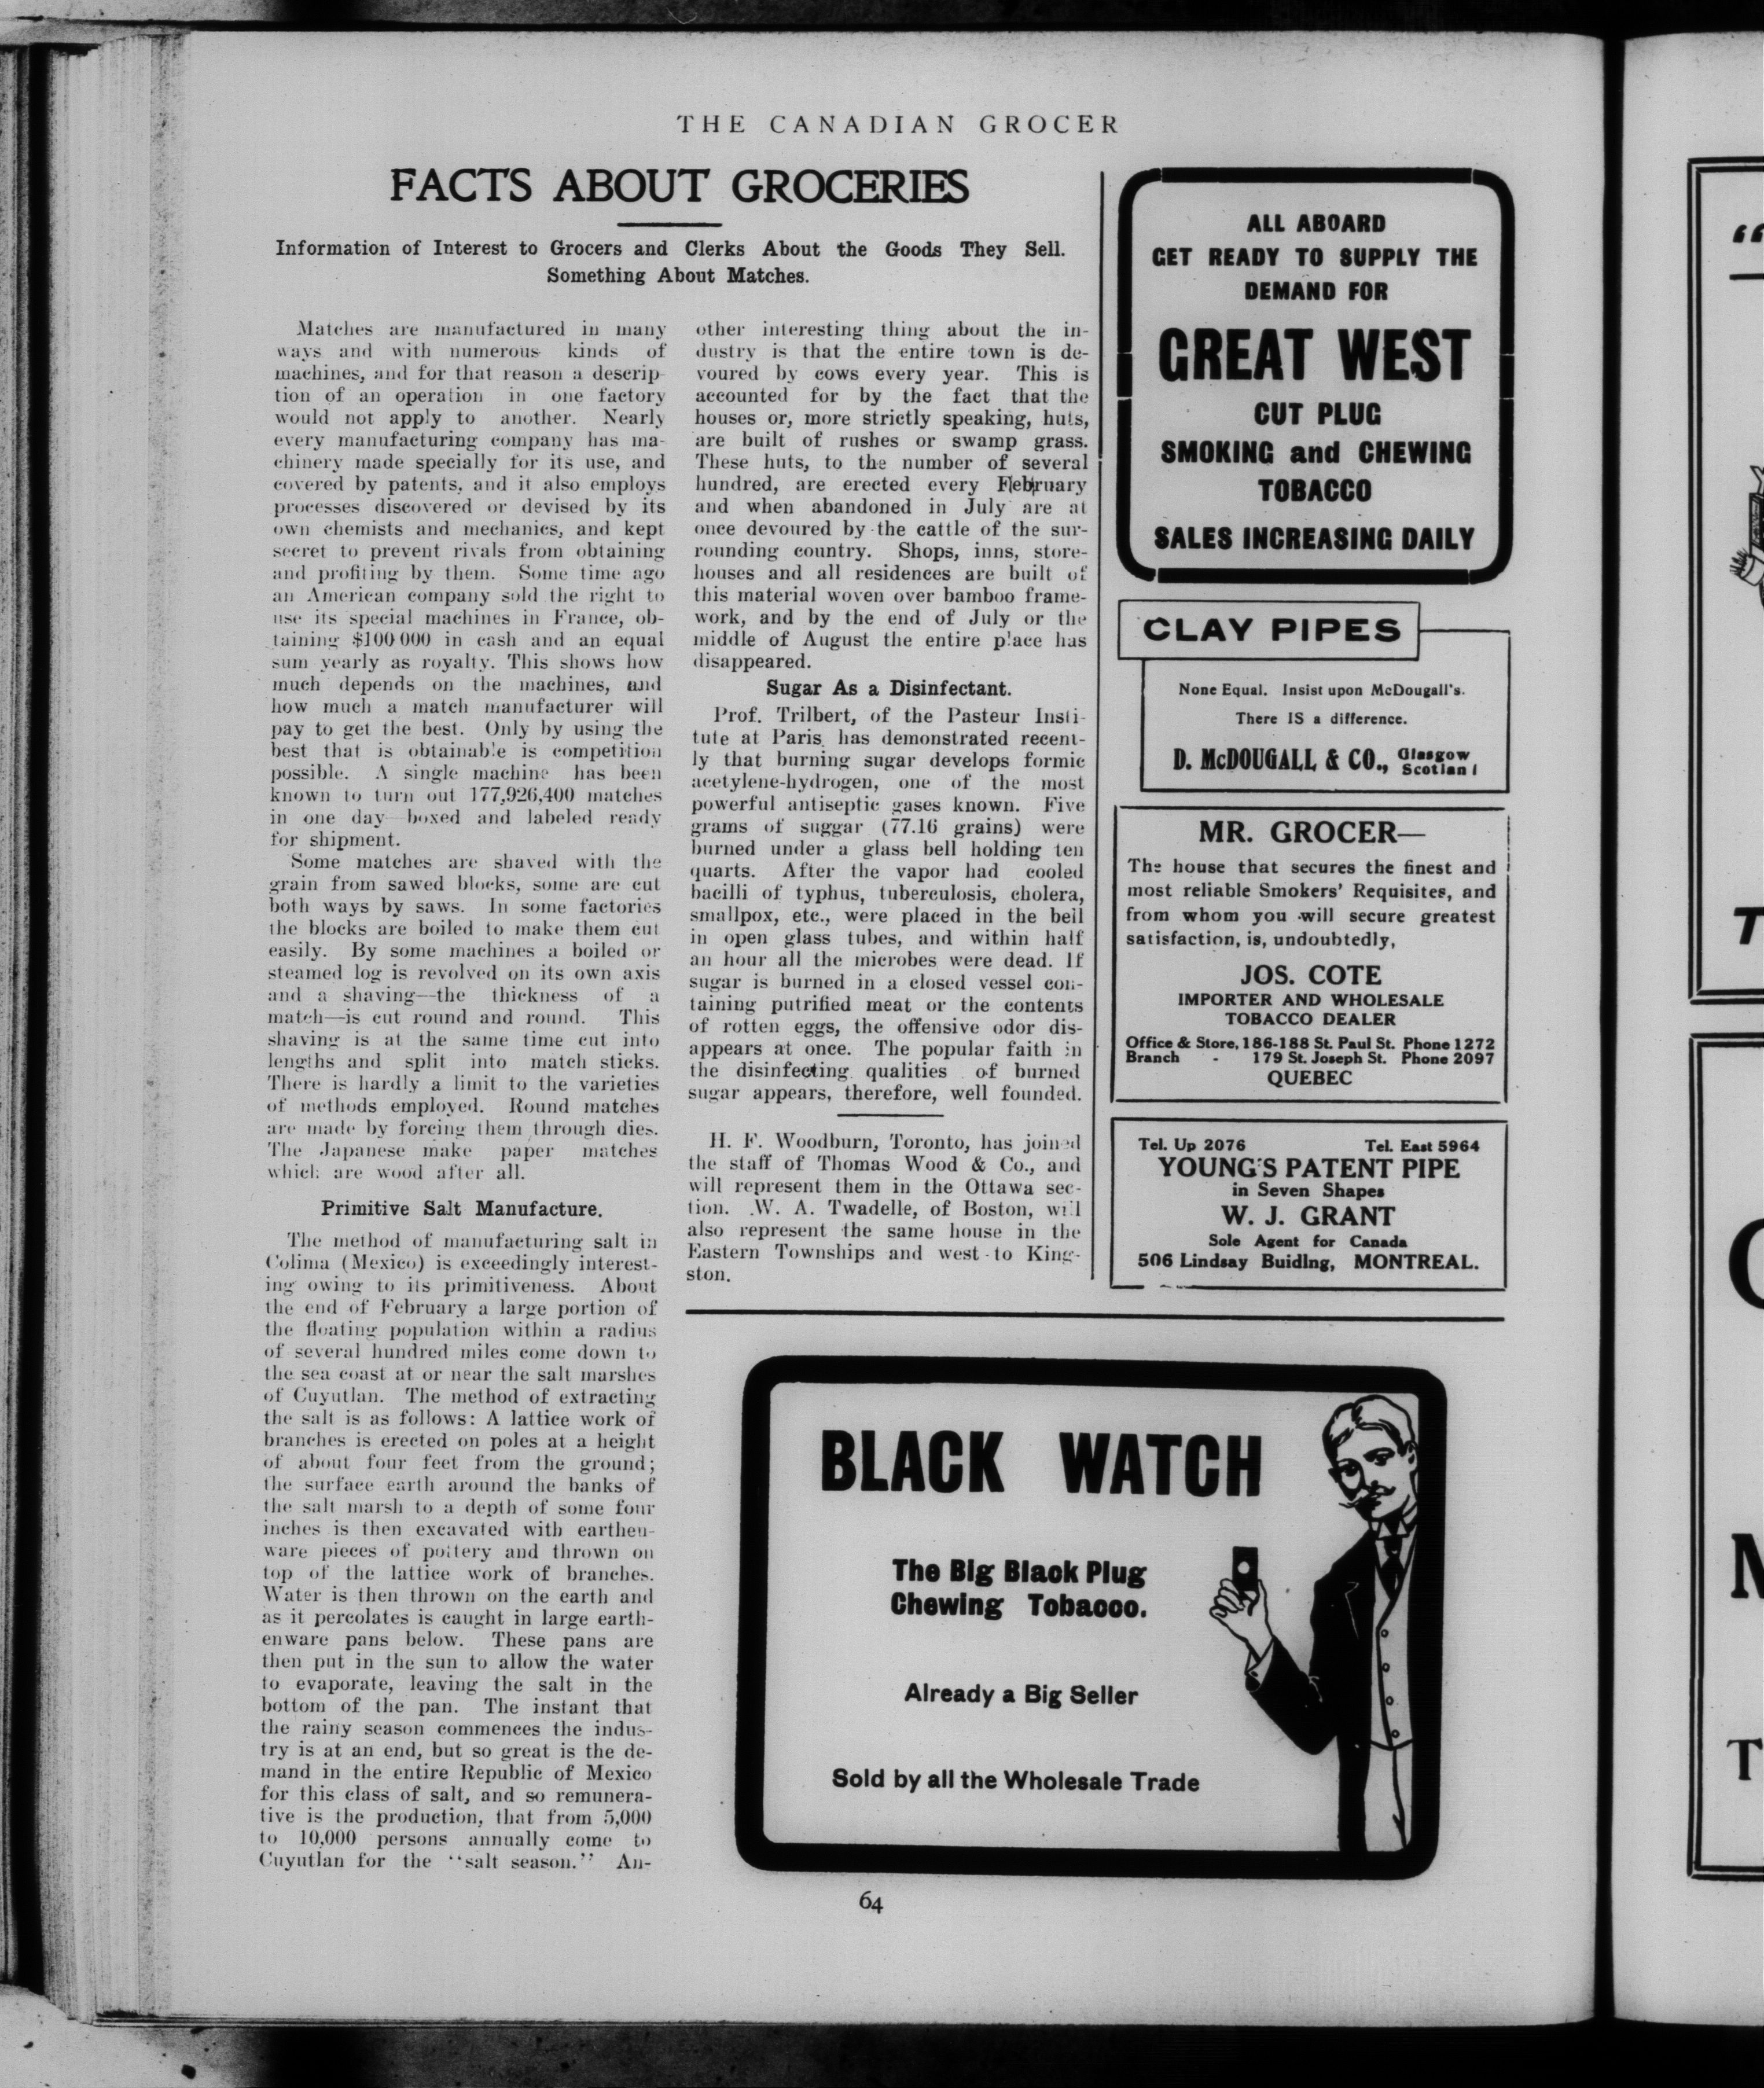 THE CANADIAN GROCER
FACTS ABOUT GROCERIES
Information of Interest to Grocers and Clerks About the Goods They Sell.
Something About Matches.
Matches are manufactured in many
ways and with numerous kinds of
machines, and for that reason a descrip-
tion of an operation in one factory
would not apply to another. Nearly
every manufacturing company has ma-
chinery made specially for its use, and
covered by patents, and it also employs
processes discovered or devised by its
own chemists and mechanics, and kept
secret to prevent rivals from obtaining
and profiting by them. Some time ago
an American company sold the right to
use its special machines in France, ob-
taining $100 000 in cash and an equal
sum yearly as royalty. This shows how
much depends on the machines, and
how much a match manufacturer will
pay to get the best. Only by using the
best that is obtainable is competition
possible. A single machine has been
known to turn out 177,926,400 matches
in one day boxed and labeled ready
for shipment.
Some matches are shaved with the
grain from sawed blocks, some are cut
both ways by saws. In some factories
the blocks are boiled to make them cut
easily. By some machines a boiled or
steamed log is revolved on its own axis
and a shaving—the thickness of a
match—is cut round and round. This
shaving is at the same time cut into
lengths and split into match sticks.
There is hardly a limit to the varieties
of methods employed. Round matches
are made by forcing them through dies.
The Japanese make paper matches
which are wood after all.
Primitive Salt Manufacture.
The method of manufacturing salt in
Colima (Mexico) is exceedingly interest-
ing owing to its primitiveness. About
the end of February a large portion of
the floating population within a radius
of several hundred miles come down to
the sea coast at or near the salt marshes
of Cuyutlan. The method of extracting
the salt is as follows: A lattice work of
branches is erected on poles at a height
of about four feet from the ground;
the surface earth around the banks of
the salt marsh to a depth of some four
inches is then excavated with earthen-
ware pieces of pottery and thrown on
top of the lattice work of branches.
Water is then thrown on the earth and
as it percolates is caught in large earth-
enware pans below. These pans are
then put in the sun to allow the water
to evaporate, leaving the salt in the
bottom of the pan. The instant that
the rainy season commences the indus-
try is at an end, but so great is the de-
mand in the entire Republic of Mexico
for this class of salt, and so remunera-
tive is the production, that from 5,000
to 10,000 persons annually come to
Cuyutlan for the "salt season." An-
other interesting thing about the in-
dustry is that the entire town is de-
voured by cows every year. This is
accounted for by the fact that the
houses or, more strictly speaking, huts,
are built of rushes or swamp grass.
These huts, to the number of several
hundred, are erected every February
and when abandoned in July are at
once devoured by the cattle of the sur-
rounding country. Shops, inns, store-
houses and all residences are built of
this material woven over bamboo frame-
work, and by the end of July or the
middle of August the entire place has
disappeared.
Sugar As a Disinfectant.
Prof. Trilbert, of the Pasteur Insti-
tute at Paris has demonstrated recent-
ly that burning sugar develops formic
acetylene-hydrogen, one of the most
powerful antiseptic gases known. Five
grams of suggar (77.16 grains) were
burned under a glass bell holding ten
quarts. After the vapor had cooled
bacilli of typhus, tuberculosis, cholera,
smallpox, etc., were placed in the bell
in open glass tubes, and within half
an hour all the microbes were dead. If
sugar is burned in a closed vessel con-
taining putrified meat or the contents
of rotten eggs, the offensive odor dis-
appears at once. The popular faith in
the disinfecting qualities of burned
sugar appears, therefore, well founded.
H. F. Woodburn, Toronto, has joined
the staff of Thomas Wood & Co., and
will represent them in the Ottawa sec-
tion. W. A. Twadelle, of Boston, will
also represent the same house in the
Eastern Townships and west to King-
ston.
ALL ABOARD
GET READY TO SUPPLY THE
DEMAND FOR
GREAT WEST
CUT PLUG
SMOKING and CHEWING
TOBACCO
SALES INCREASING DAILY
CLAY PIPES
None Equal. Insist upon McDougall's.
There IS a difference.
D. McDOUGALL & CO., Glasgow
Scotland
MR. GROCER—
The house that secures the finest and
most reliable Smokers' Requisites, and
from whom you will secure greatest
satisfaction, is, undoubtedly,
JOS. COTE
IMPORTER AND WHOLESALE
TOBACCO DEALER
Office & Store, 186-188 St. Paul St. Phone 1272
Branch - 179 St. Joseph St. Phone 2097
QUEBEC
Tel. Up 2076 Tel. East 5964
YOUNG'S PATENT PIPE
in Seven Shapes
W. J. GRANT
Sole Agent for Canada
506 Lindsay Buidlng, MONTREAL.
BLACK WATCH
The Big Black Plug
Chewing Tobacco.
Already a Big Seller
Sold by all the Wholesale Trade
64